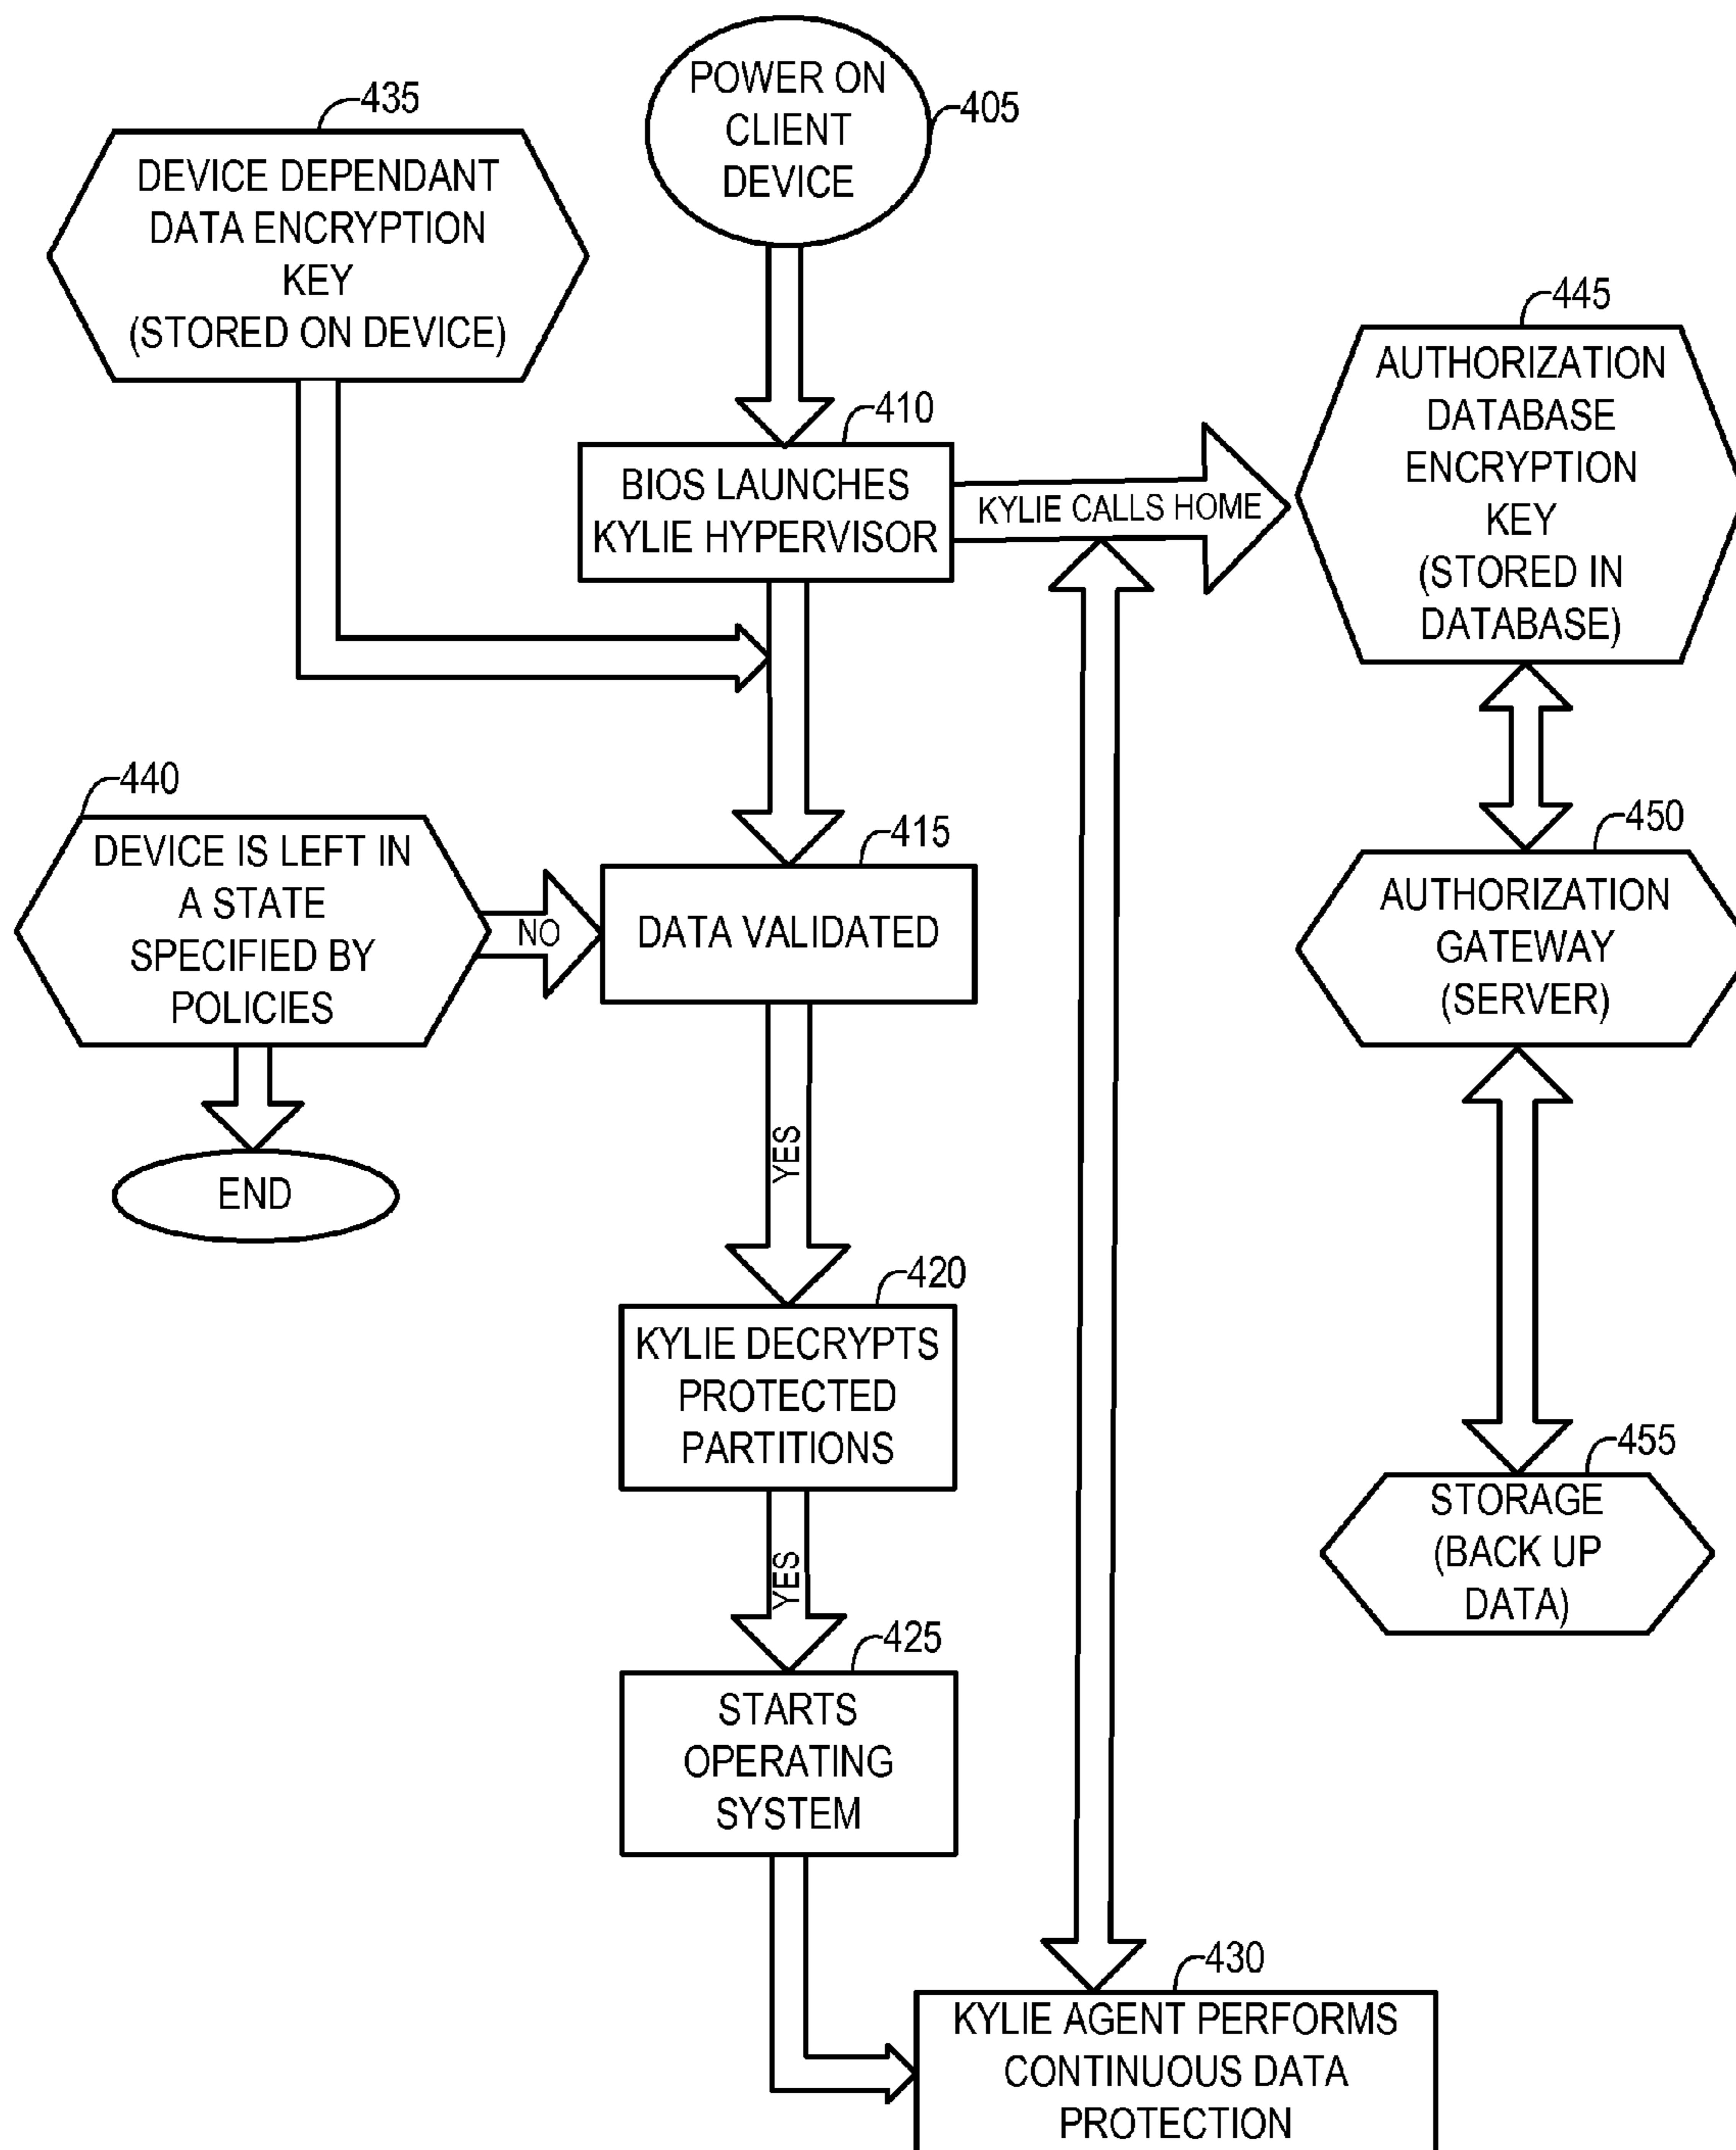 435
DEVICE DEPENDANT
DATA ENCRYPTION
KEY
(STORED ON DEVICE)
POWER ON
CLIENT
DEVICE
405
410
BIOS LAUNCHES
KYLIE HYPERVISOR
KYLIE CALLS HOME
445
AUTHORIZATION
DATABASE
ENCRYPTION
KEY
(STORED IN
DATABASE)
440
DEVICE IS LEFT IN
A STATE
SPECIFIED BY
POLICIES
NO
415
DATA VALIDATED
450
AUTHORIZATION
GATEWAY
(SERVER)
END
YES
420
KYLIE DECRYPTS
PROTECTED
PARTITIONS
455
STORAGE
(BACK UP
DATA)
YES
425
STARTS
OPERATING
SYSTEM
430
KYLIE AGENT PERFORMS
CONTINUOUS DATA
PROTECTION